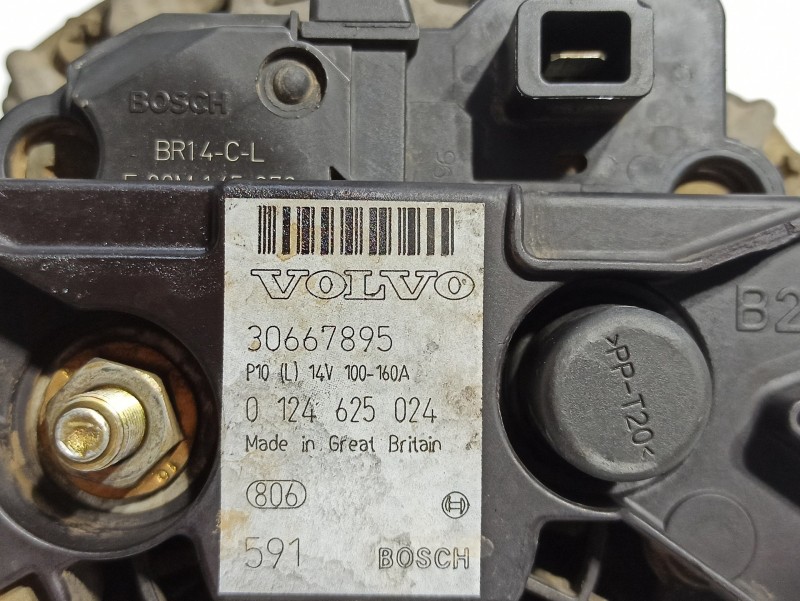 BOSCH
BR14-C-L
VOLVO
30667895
P10 (L) 14V 100-160A
0 124 625 024
Made in Great Britain
806
591 BOSCH
>PP-T20<
B2